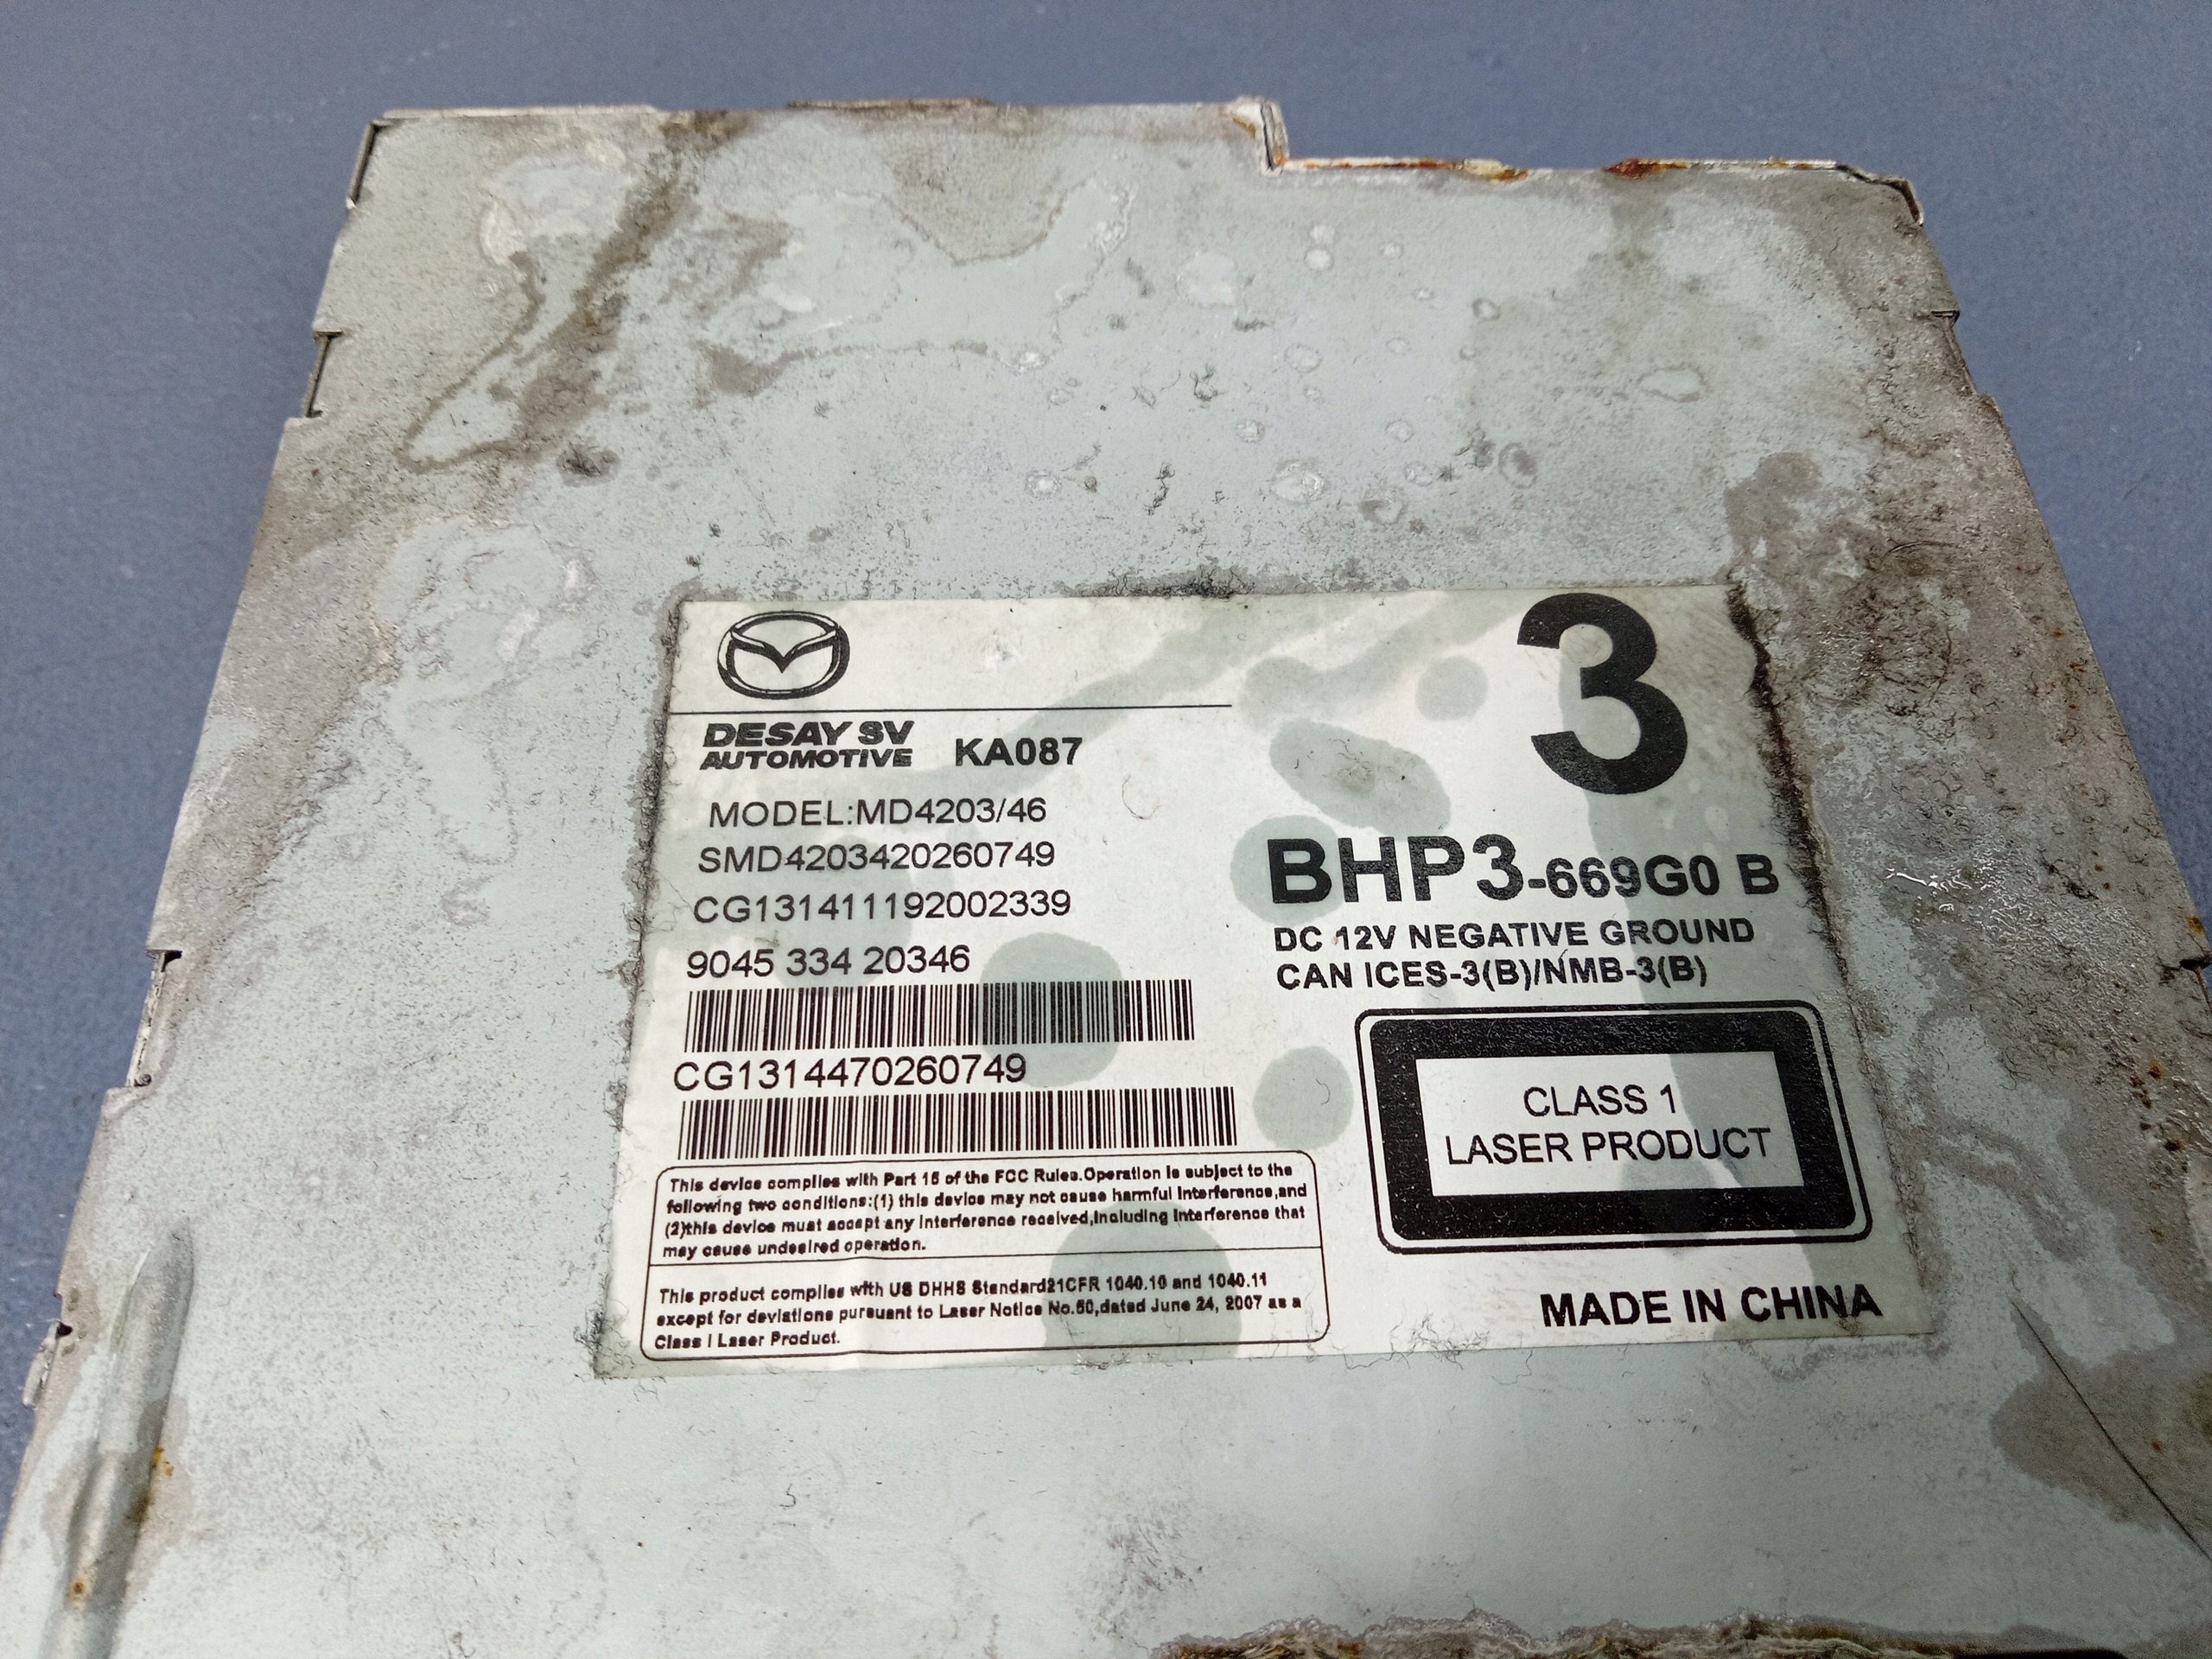 3
DESAY SV
AUTOMOTIVE
KA087
MODEL:MD4203/46
SMD4203420260749
CG131411192002339
9045 334 20346
CG1314470260749
BHP3-669G0 B
DC 12V NEGATIVE GROUND
CAN ICES-3(B)/NMB-3(B)
CLASS 1
LASER PRODUCT
This device complies with Part 15 of the FCC Rules.Operation is subject to the
following two conditions:(1) this device may not cause harmful interference,and
(2)this device must accept any interference received,including interference that
may cause undesired operation.
This product complies with US DHHS Standard21CFR 1040.10 and 1040.11
except for deviations pursuant to Laser Notice No.50,dated June 24, 2007 as a
Class I Laser Product.
MADE IN CHINA